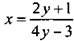 x = (2y+1)/(4y−3)